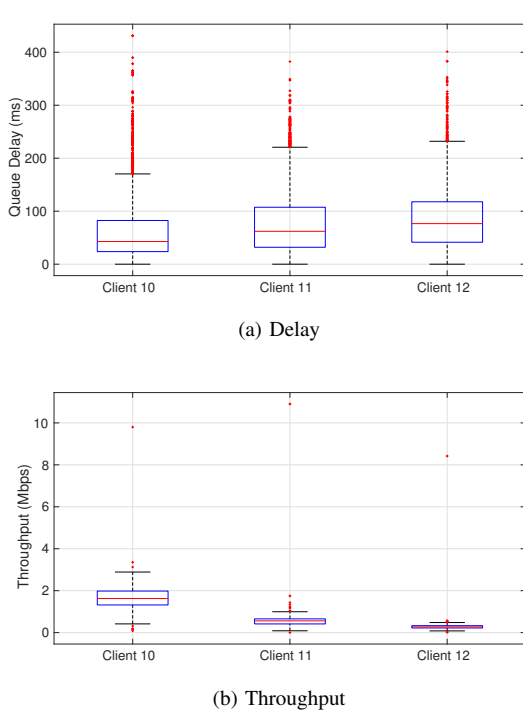 400
300
200
100
0
Queue Delay (ms)
Client 10 Client 11 Client 12
(a) Delay
10
8
6
4
2
0
Throughput (Mbps)
Client 10 Client 11 Client 12
(b) Throughput